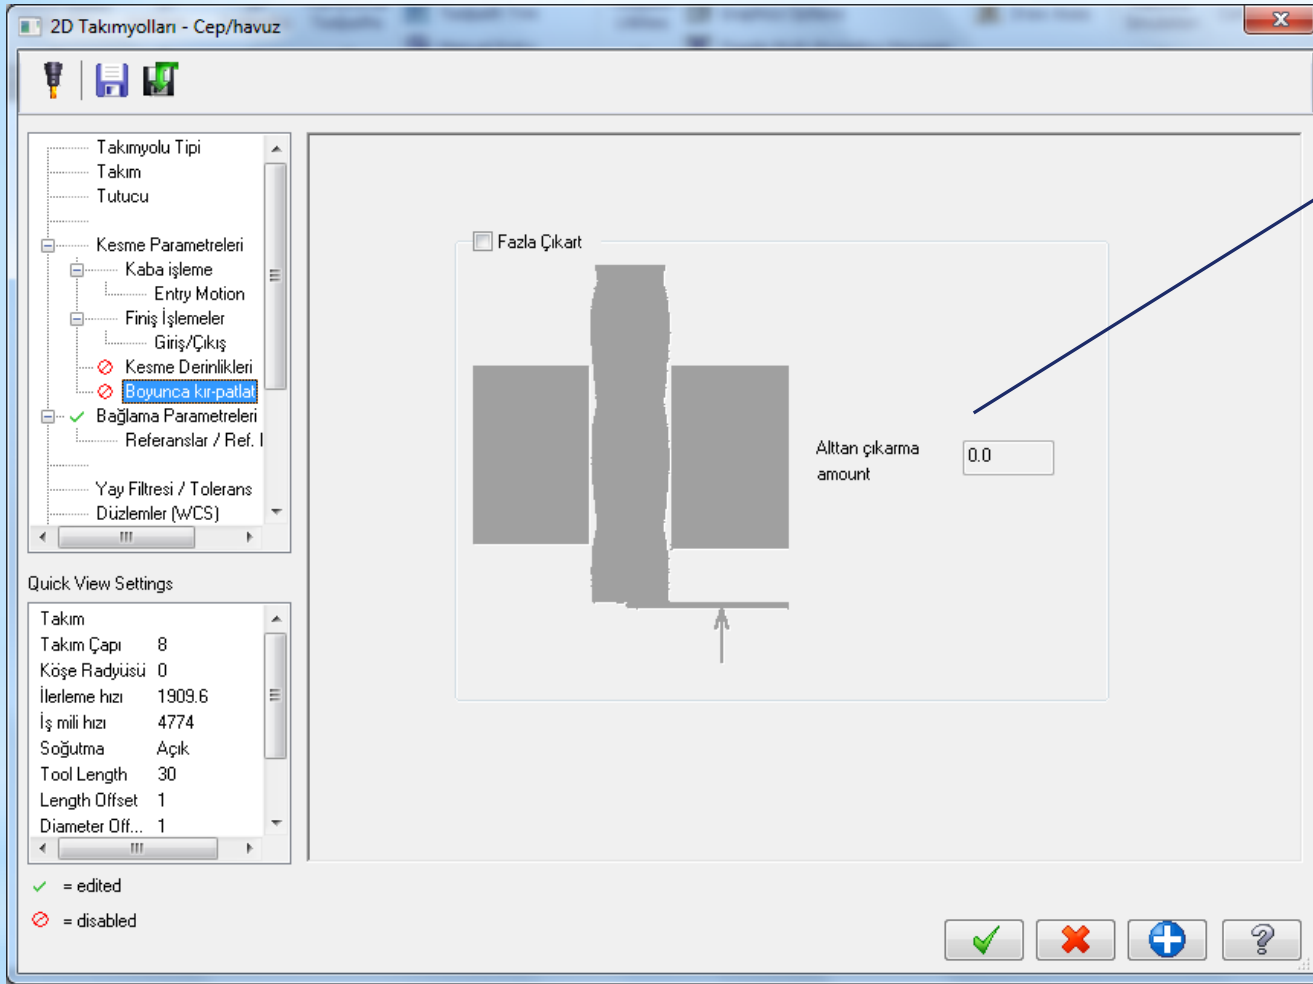 2D Takımyolları - Cep/havuz
Takımyolu Tipi
Takım
Tutucu
Kesme Parametreleri
Kaba işleme
Entry Motion
Finiş İşlemeler
Giriş/Çıkış
Kesme Derinlikleri
Boyunca kır-patlat
Bağlama Parametreleri
Referanslar / Ref.
Yay Filtresi / Tolerans
Düzlemler (WCS)
Quick View Settings
Takım
Takım Çapı 8
Köşe Radyüsü 0
İlerleme hızı 1909.6
İş mili hızı 4774
Soğutma Açık
Tool Length 30
Length Offset 1
Diameter Off... 1
= edited
= disabled
Fazla Çıkart
Alttan çıkarma
amount
0.0